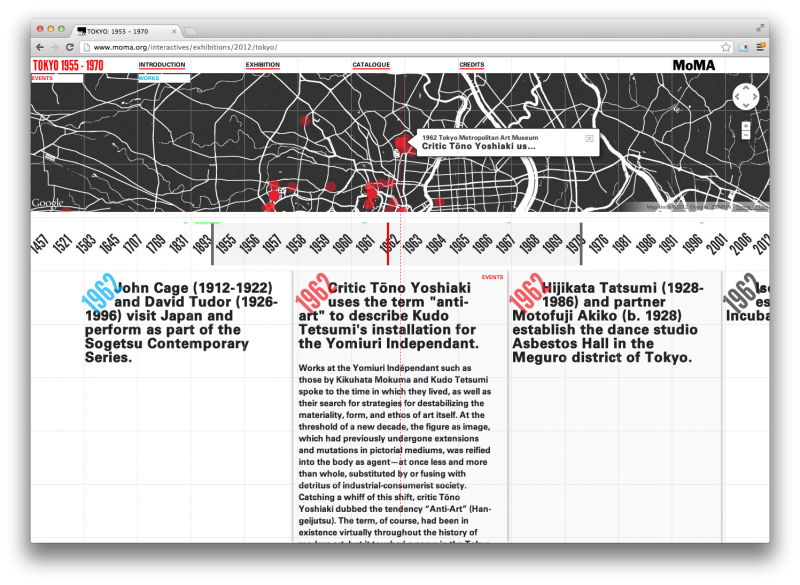 TOKYO: 1955 – 1970
www.moma.org/interactives/exhibitions/2012/tokyo/
TOKYO 1955 - 1970
INTRODUCTION
EXHIBITION
CATALOGUE
CREDITS
MoMA
EVENTS
WORKS
1962 Tokyo Metropolitan Art Museum
Critic Tōno Yoshiaki us...
Google
1457 1521 1583 1645 1707 1769 1831 1893 1955 1956 1957 1958 1959 1960 1961 1962 1963 1964 1965 1966 1967 1968 1969 1970 1976 1981 1986 1991 1996 2001 2006 2012
1962
John Cage (1912-1922)
and David Tudor (1926-
1996) visit Japan and
perform as part of the
Sogetsu Contemporary
Series.
EVENTS
1962
Critic Tōno Yoshiaki
uses the term "anti-
art" to describe Kudo
Tetsumi's installation for
the Yomiuri Independant.
Works at the Yomiuri Independant such as
those by Kikuhata Mokuma and Kudo Tetsumi
spoke to the time in which they lived, as well as
their search for strategies for destabilizing the
materiality, form, and ethos of art itself. At the
threshold of a new decade, the figure as image,
which had previously undergone extensions
and mutations in pictorial mediums, was reified
into the body as agent—at once less and more
than whole, substituted by or fusing with
detritus of industrial-consumerist society.
Catching a whiff of this shift, critic Tōno
Yoshiaki dubbed the tendency “Anti-Art” (Han-
geijutsu). The term, of course, had been in
existence virtually throughout the history of
1962
Hijikata Tatsumi (1928-
1986) and partner
Motofuji Akiko (b. 1928)
establish the dance studio
Asbestos Hall in the
Meguro district of Tokyo.
1962
Incuba